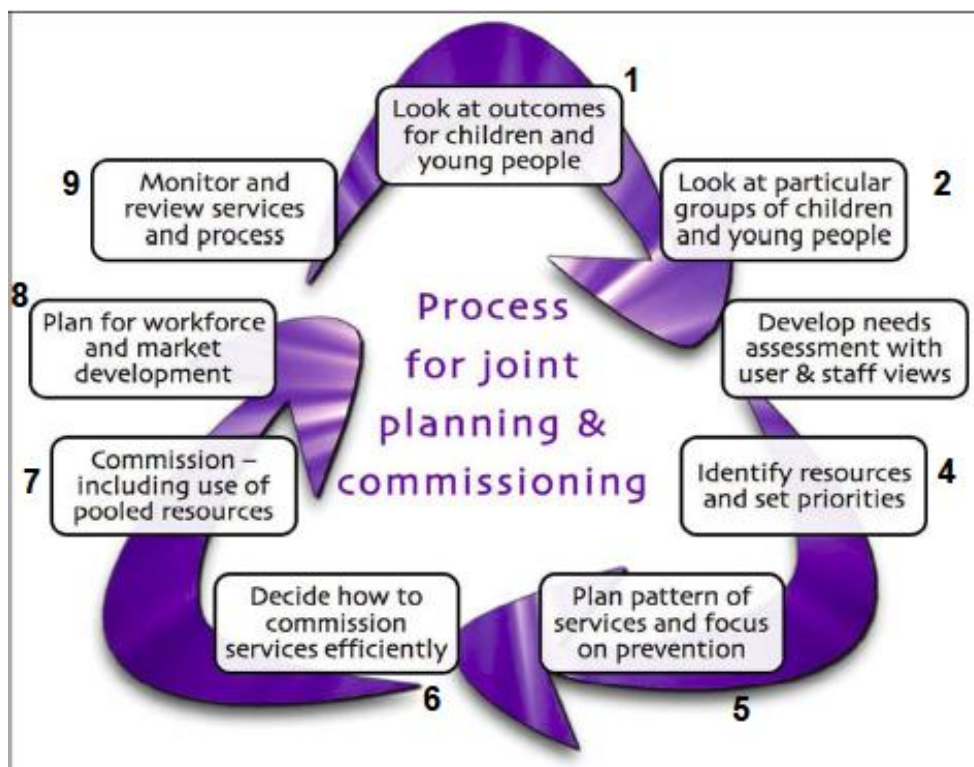 1
Look at outcomes
for children and
young people
2
Look at particular
groups of children
and young people
Develop needs
assessment with
user & staff views
4
Identify resources
and set priorities
Plan pattern of
services and focus
on prevention
5
Decide how to
commission
services efficiently
6
7
Commission –
including use of
pooled resources
8
Plan for workforce
and market
development
9
Monitor and
review services
and process
Process
for joint
planning &
commissioning